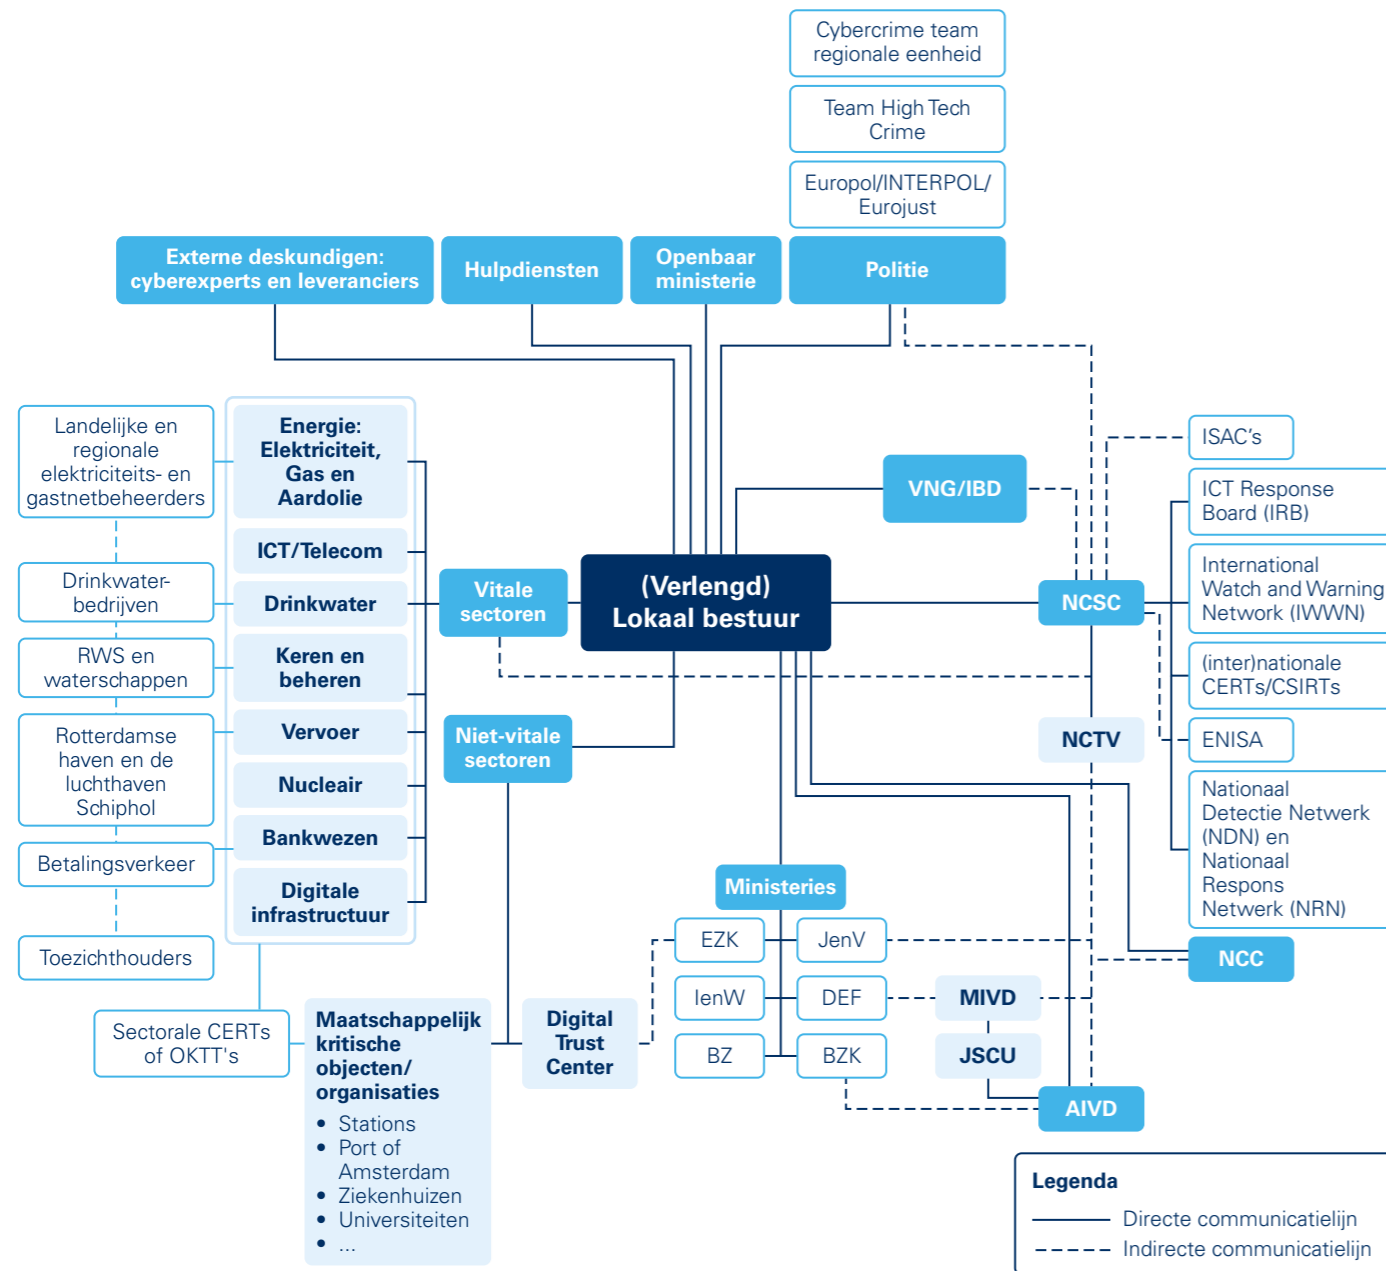 Cybercrime team
regionale eenheid
Team High Tech
Crime
Europol/INTERPOL/
Eurojust
Externe deskundigen:
cyberexperts en leveranciers
Hulpdiensten
Openbaar
ministerie
Politie
Landelijke en
regionale
elektriciteits- en
gastnetbeheerders
Drinkwater-
bedrijven
RWS en
waterschappen
Rotterdamse
haven en de
luchthaven
Schiphol
Betalingsverkeer
Toezichthouders
Energie:
Elektriciteit,
Gas en
Aardolie
ICT/Telecom
Drinkwater
Keren en
beheren
Vervoer
Nucleair
Bankwezen
Digitale
infrastructuur
Sectorale CERTs
of OKTT's
Vitale
sectoren
Niet-vitale
sectoren
(Verlengd)
Lokaal bestuur
VNG/IBD
NCSC
NCTV
ISAC’s
ICT Response
Board (IRB)
International
Watch and Warning
Network (IWWN)
(inter)nationale
CERTs/CSIRTs
ENISA
Nationaal
Detectie Netwerk
(NDN) en
Nationaal
Respons
Netwerk (NRN)
NCC
Ministeries
EZK
JenV
IenW
DEF
BZ
BZK
MIVD
JSCU
AIVD
Maatschappelijk
kritische
objecten/
organisaties
• Stations
• Port of
Amsterdam
• Ziekenhuizen
• Universiteiten
• ...
Digital
Trust
Center
Legenda
Directe communicatielijn
Indirecte communicatielijn